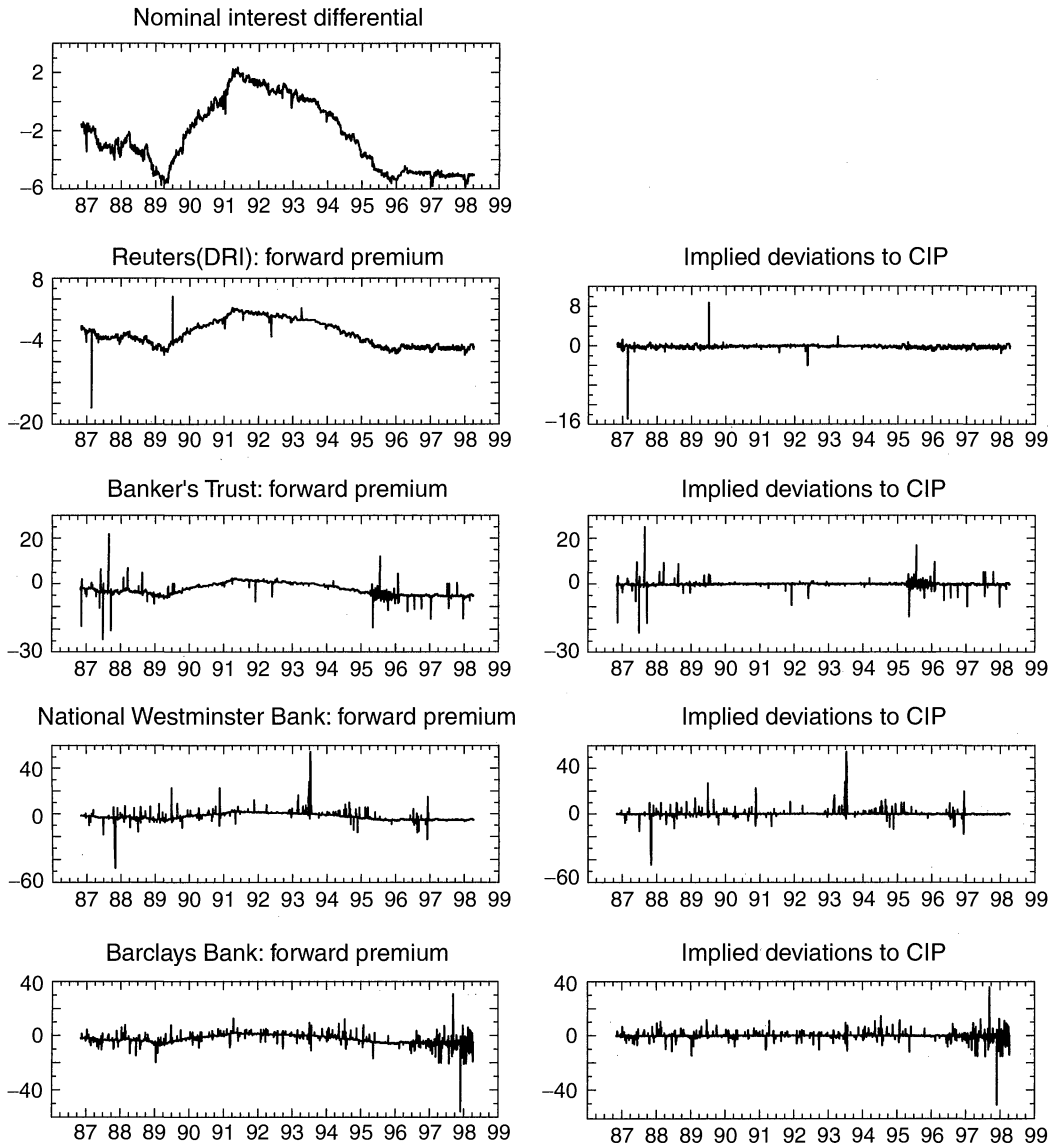 Nominal interest differential
2
−2
−6
87 88 89 90 91 92 93 94 95 96 97 98 99
Reuters(DRI): forward premium
8
−4
−20
87 88 89 90 91 92 93 94 95 96 97 98 99
Implied deviations to CIP
8
0
−16
87 88 89 90 91 92 93 94 95 96 97 98 99
Banker's Trust: forward premium
20
0
−30
87 88 89 90 91 92 93 94 95 96 97 98 99
Implied deviations to CIP
20
0
−30
87 88 89 90 91 92 93 94 95 96 97 98 99
National Westminster Bank: forward premium
40
0
−60
87 88 89 90 91 92 93 94 95 96 97 98 99
Implied deviations to CIP
40
0
−60
87 88 89 90 91 92 93 94 95 96 97 98 99
Barclays Bank: forward premium
40
0
−40
87 88 89 90 91 92 93 94 95 96 97 98 99
Implied deviations to CIP
40
0
−40
87 88 89 90 91 92 93 94 95 96 97 98 99